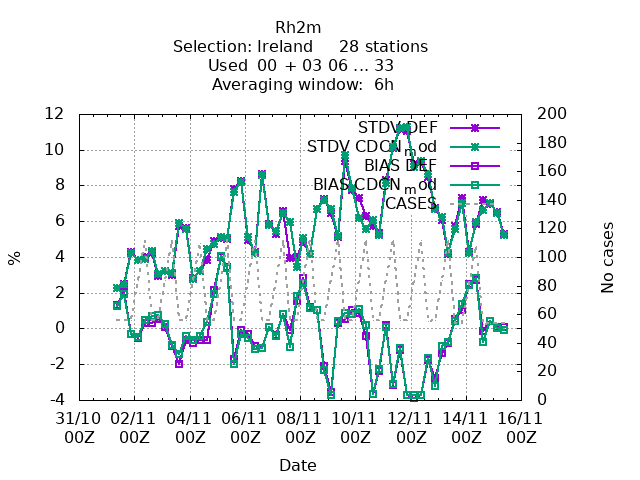 Rh2m
Selection: Ireland 28 stations
Used 00 + 03 06 ... 33
Averaging window: 6h
12
10
8
6
4
2
0
-2
-4
%
200
180
160
140
120
100
80
60
40
20
0
No cases
STDV DEF
STDV CDCN_mod
BIAS DEF
BIAS CDCN_mod
CASES
31/10 02/11 04/11 06/11 08/11 10/11 12/11 14/11 16/11
00Z 00Z 00Z 00Z 00Z 00Z 00Z 00Z 00Z
Date